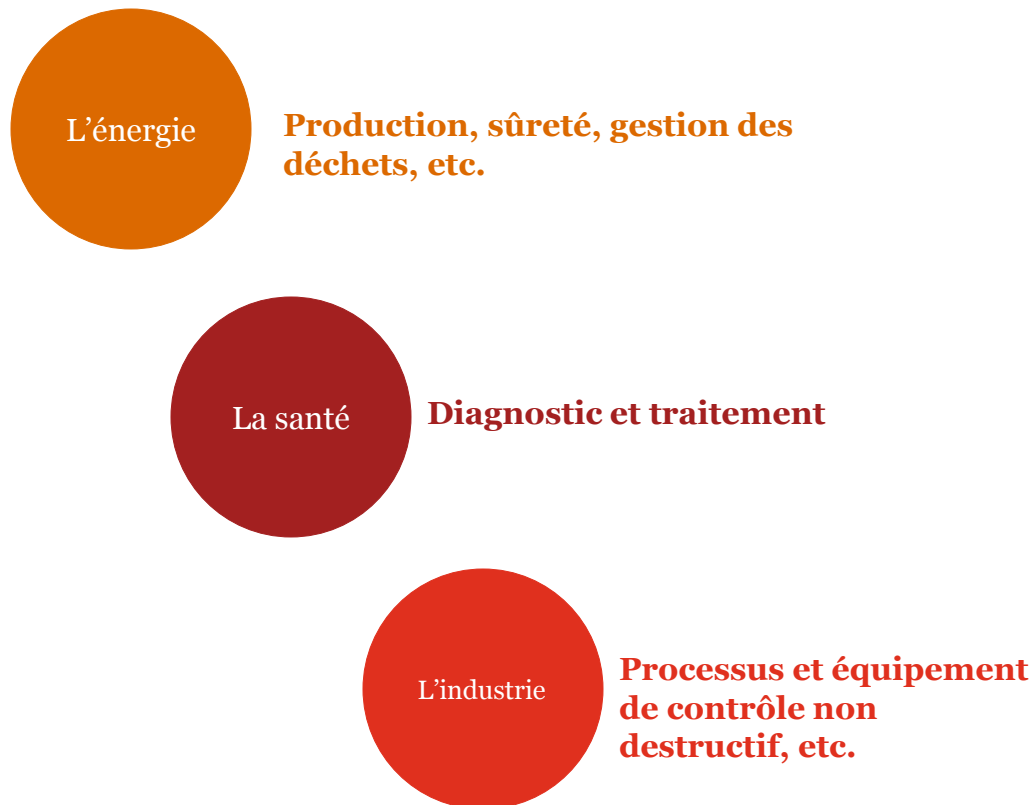 L’énergie
Production, sûreté, gestion des
déchets, etc.
La santé
Diagnostic et traitement
L’industrie
Processus et équipement
de contrôle non
destructif, etc.